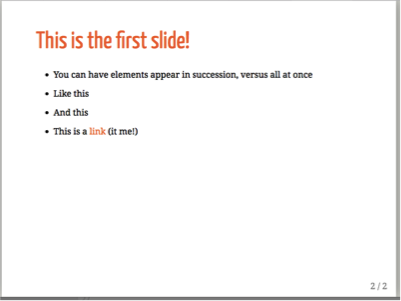 This is the first slide!
• You can have elements appear in succession, versus all at once
• Like this
• And this
• This is a link (it me!)
2 / 2